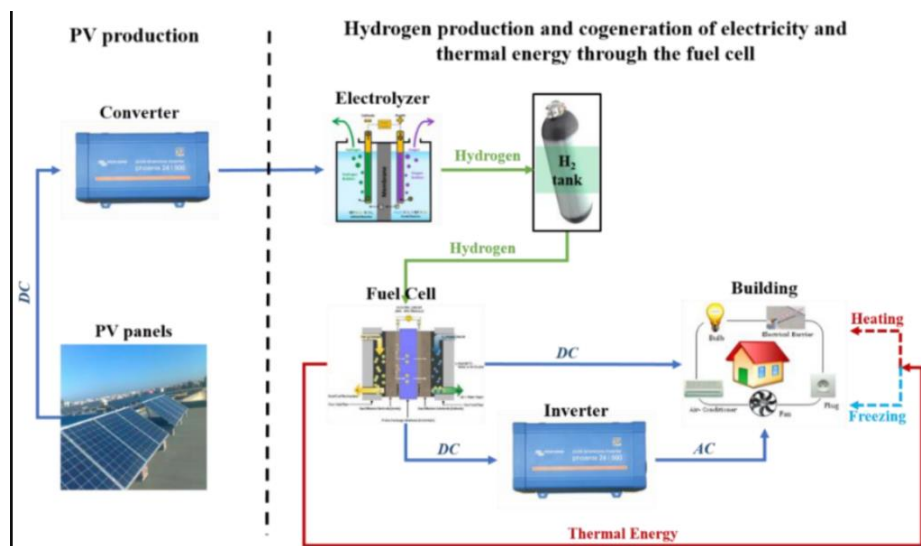 PV production
Hydrogen production and cogeneration of electricity and
thermal energy through the fuel cell
Converter
Electrolyzer
Hydrogen
H2
tank
Hydrogen
DC
PV panels
Fuel Cell
Building
Bulb
Heating
DC
Air- Conditioner
Fan
Plug
Freezing
Inverter
DC
AC
Thermal Energy